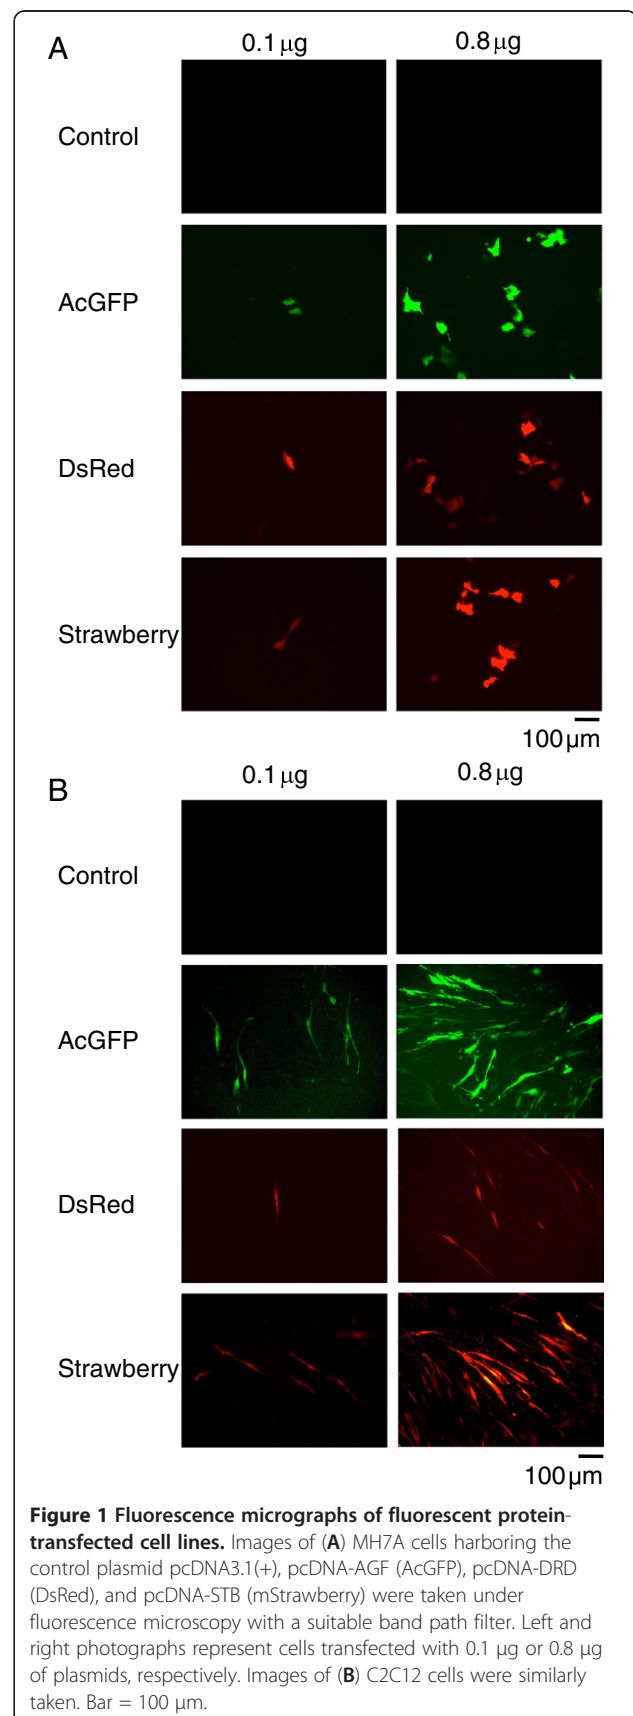 A
0.1 μg 0.8 μg
Control
AcGFP
DsRed
Strawberry
100 μm
B
0.1 μg 0.8 μg
Control
AcGFP
DsRed
Strawberry
100 μm
Figure 1 Fluorescence micrographs of fluorescent protein-
transfected cell lines. Images of (A) MH7A cells harboring the
control plasmid pcDNA3.1(+), pcDNA-AGF (AcGFP), pcDNA-DRD
(DsRed), and pcDNA-STB (mStrawberry) were taken under
fluorescence microscopy with a suitable band path filter. Left and
right photographs represent cells transfected with 0.1 μg or 0.8 μg
of plasmids, respectively. Images of (B) C2C12 cells were similarly
taken. Bar = 100 μm.